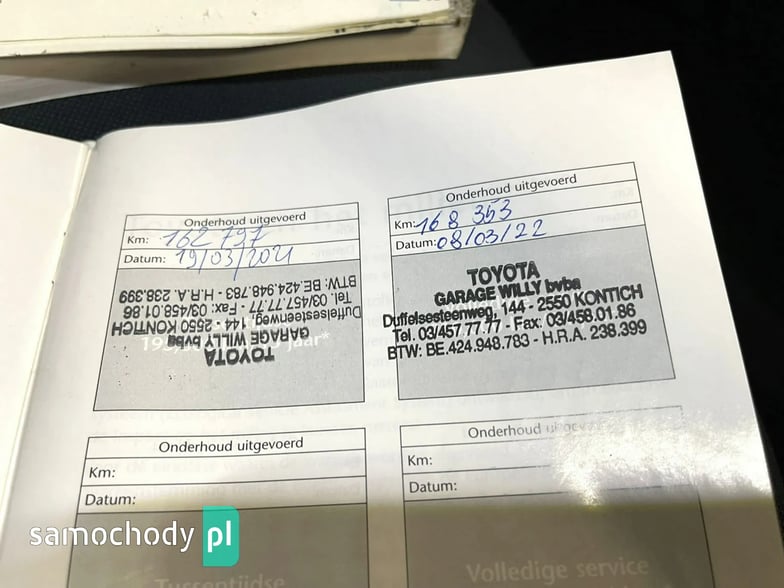 Onderhoud uitgevoerd
Km: 162 797
Datum: 19/03/2021
TOYOTA
GARAGE WILLY bvba
Duffelsesteenweg, 144 - 2550 KONTICH
Tel. 03/457.77.77 - Fax: 03/458.01.86
BTW: BE.424.948.783 - H.R.A. 238.399
jaar*
Onderhoud uitgevoerd
Km: 168 353
Datum: 08/03/22
TOYOTA
GARAGE WILLY bvba
Duffelsesteenweg, 144 - 2550 KONTICH
Tel. 03/457.77.77 - Fax: 03/458.01.86
BTW: BE.424.948.783 - H.R.A. 238.399
Onderhoud uitgevoerd
Km:
Datum:
Tussentijdse
Onderhoud uitgevoerd
Km:
Datum:
Volledige service
samochody pl